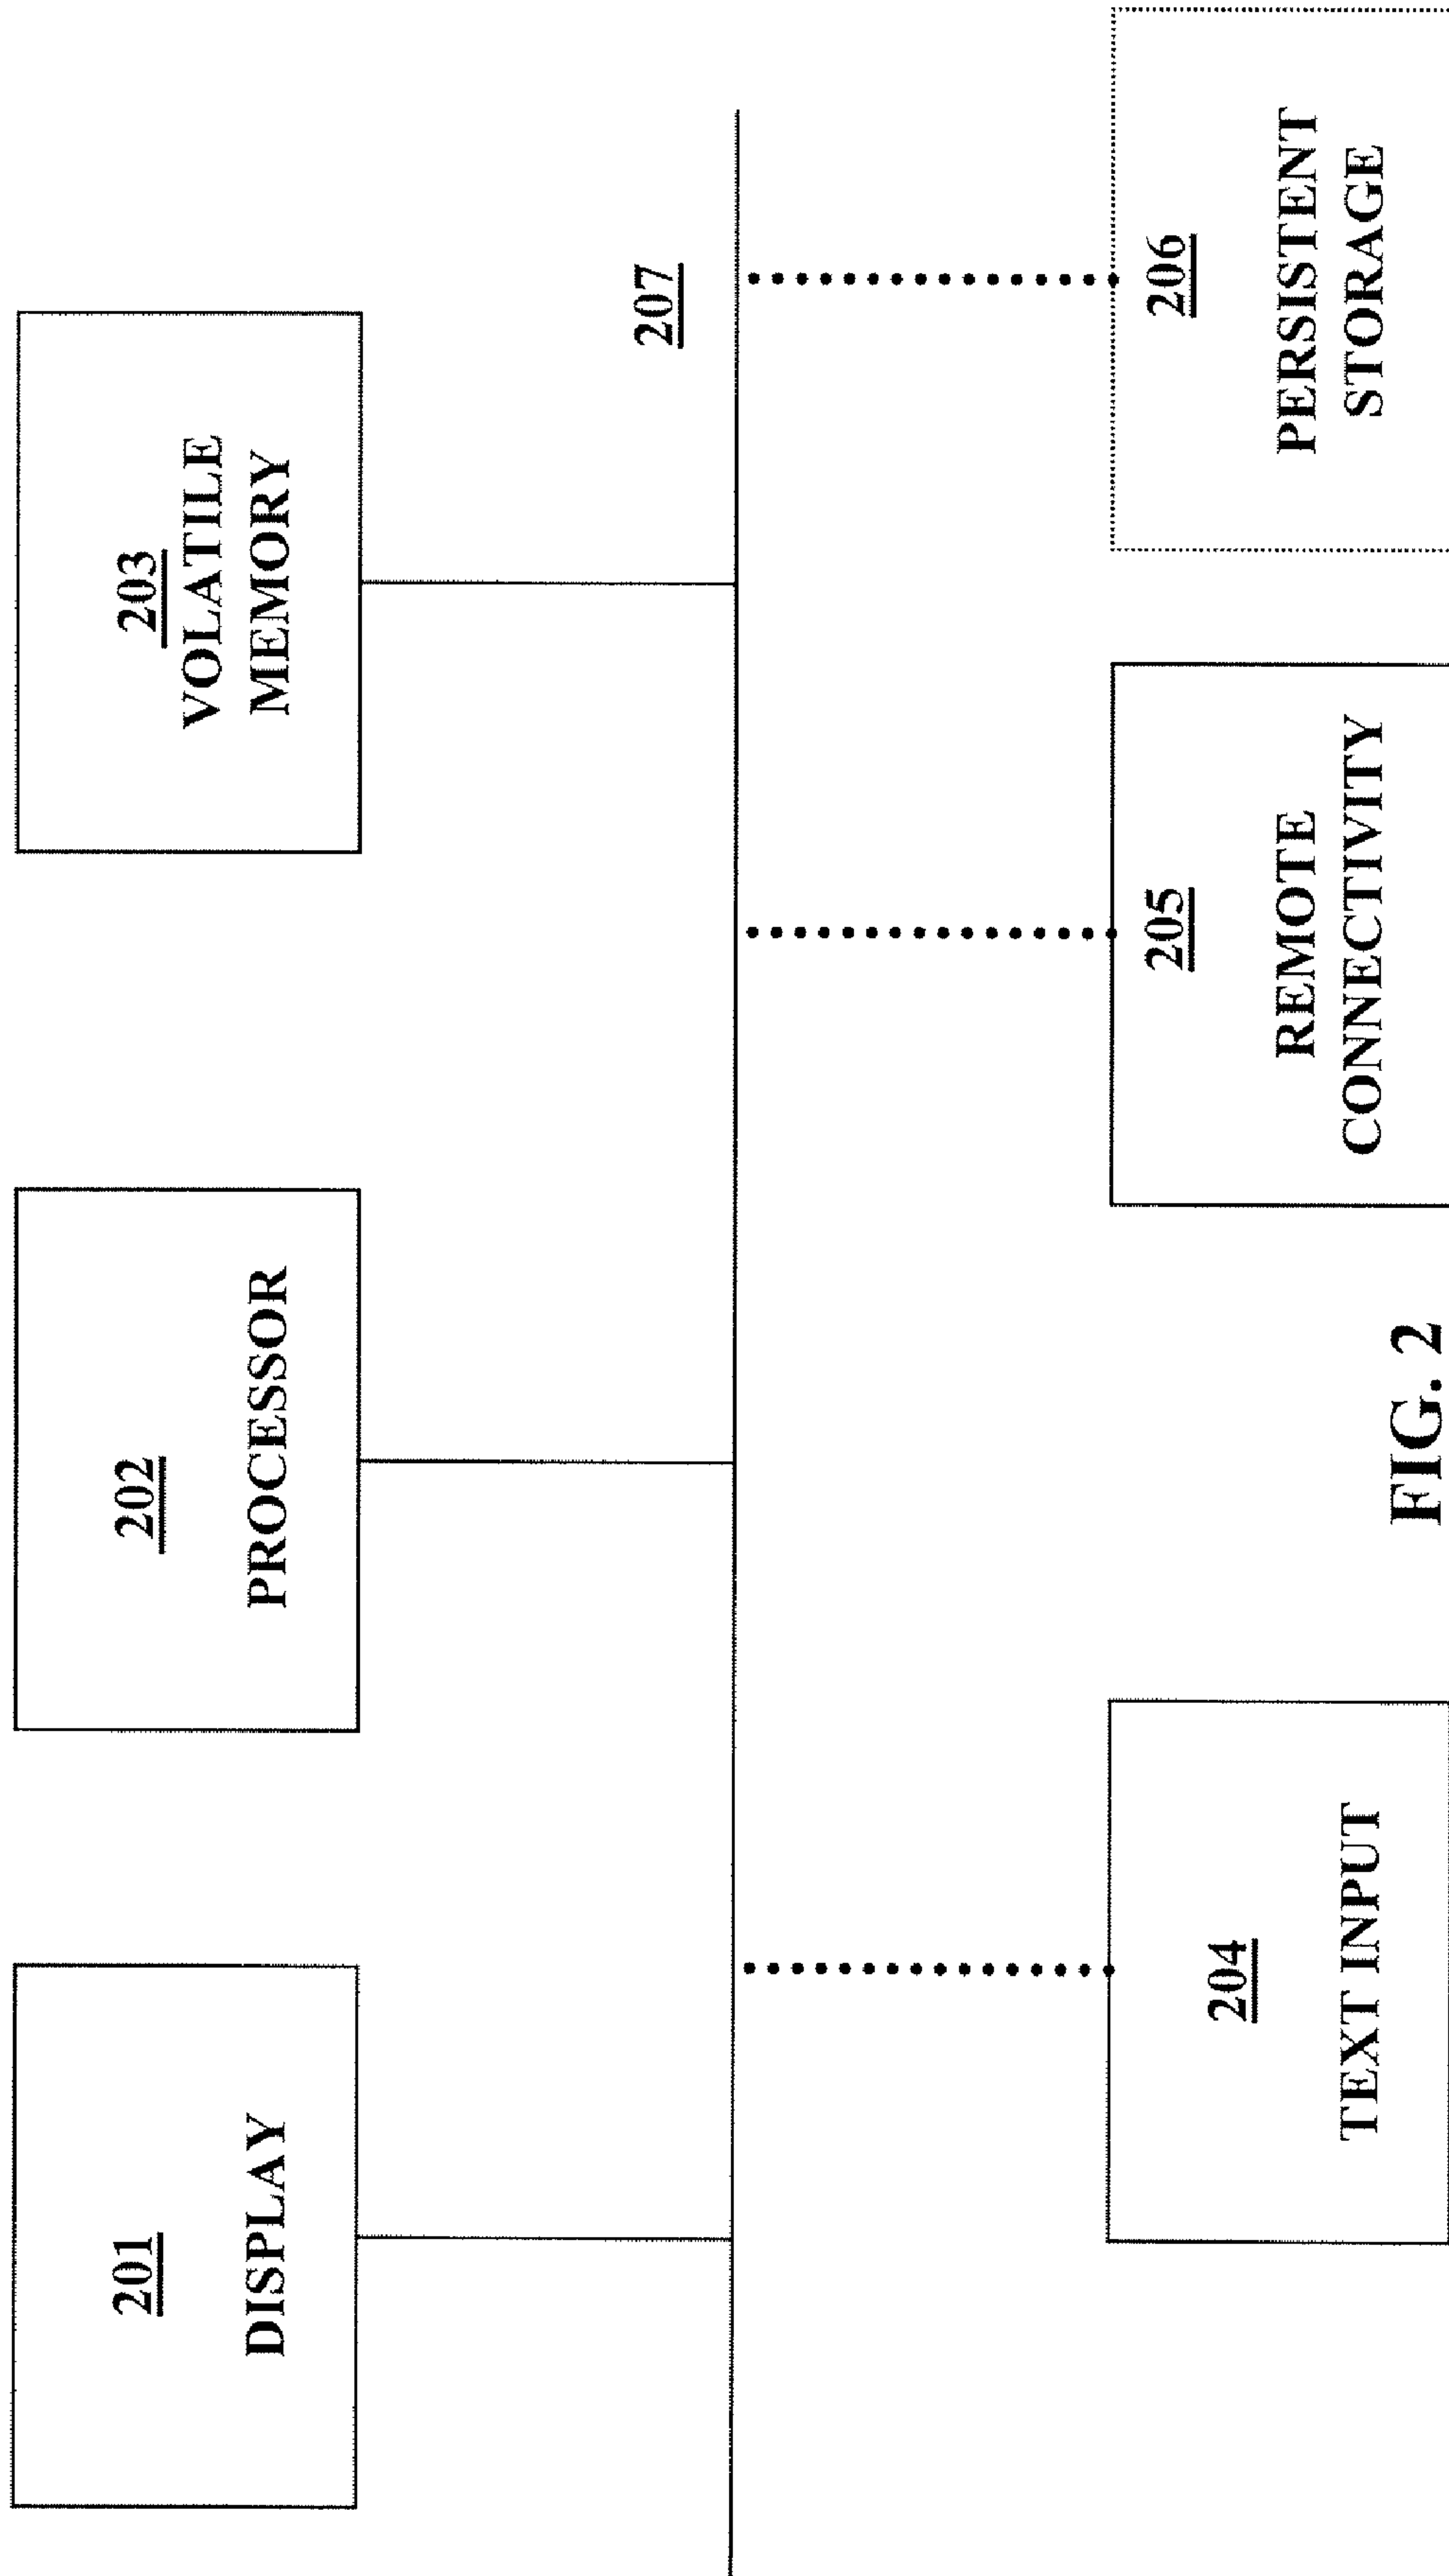 201
DISPLAY
202
PROCESSOR
203
VOLATILE
MEMORY
207
204
TEXT INPUT
205
REMOTE
CONNECTIVITY
206
PERSISTENT
STORAGE
FIG. 2